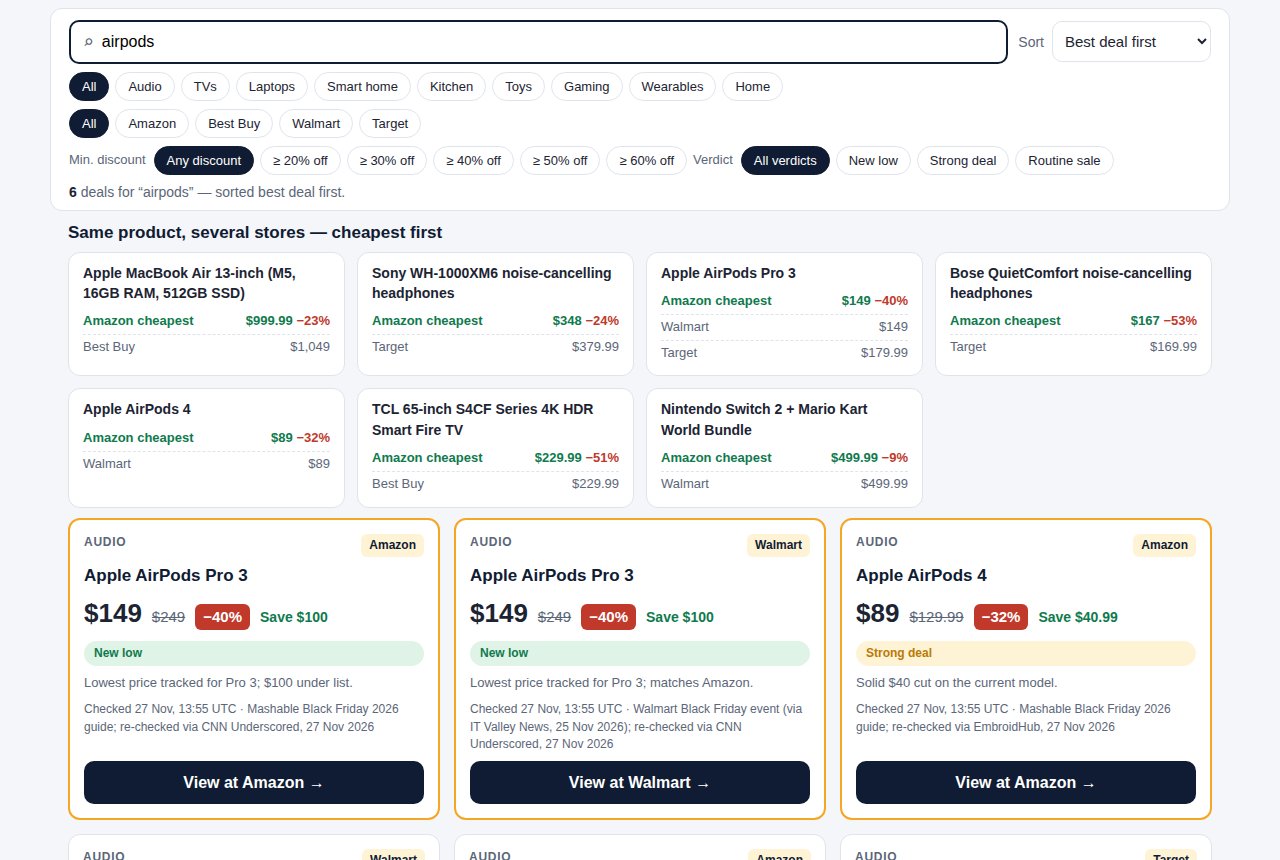 airpods
Sort Best deal first
All Audio TVs Laptops Smart home Kitchen Toys Gaming Wearables Home
All Amazon Best Buy Walmart Target
Min. discount Any discount ≥ 20% off ≥ 30% off ≥ 40% off ≥ 50% off ≥ 60% off Verdict All verdicts New low Strong deal Routine sale
6 deals for “airpods” — sorted best deal first.
Same product, several stores — cheapest first
Apple MacBook Air 13-inch (M5,
16GB RAM, 512GB SSD)
Amazon cheapest $999.99 −23%
Best Buy $1,049
Sony WH-1000XM6 noise-cancelling
headphones
Amazon cheapest $348 −24%
Target $379.99
Apple AirPods Pro 3
Amazon cheapest $149 −40%
Walmart $149
Target $179.99
Bose QuietComfort noise-cancelling
headphones
Amazon cheapest $167 −53%
Target $169.99
Apple AirPods 4
Amazon cheapest $89 −32%
Walmart $89
TCL 65-inch S4CF Series 4K HDR
Smart Fire TV
Amazon cheapest $229.99 −51%
Best Buy $229.99
Nintendo Switch 2 + Mario Kart
World Bundle
Amazon cheapest $499.99 −9%
Walmart $499.99
AUDIO Amazon
Apple AirPods Pro 3
$149 $249 −40% Save $100
New low
Lowest price tracked for Pro 3; $100 under list.
Checked 27 Nov, 13:55 UTC · Mashable Black Friday 2026
guide; re-checked via CNN Underscored, 27 Nov 2026
View at Amazon →
AUDIO Walmart
Apple AirPods Pro 3
$149 $249 −40% Save $100
New low
Lowest price tracked for Pro 3; matches Amazon.
Checked 27 Nov, 13:55 UTC · Walmart Black Friday event (via
IT Valley News, 25 Nov 2026); re-checked via CNN
Underscored, 27 Nov 2026
View at Walmart →
AUDIO Amazon
Apple AirPods 4
$89 $129.99 −32% Save $40.99
Strong deal
Solid $40 cut on the current model.
Checked 27 Nov, 13:55 UTC · Mashable Black Friday 2026
guide; re-checked via EmbroidHub, 27 Nov 2026
View at Amazon →
AUDIO Walmart
AUDIO Amazon
AUDIO Target